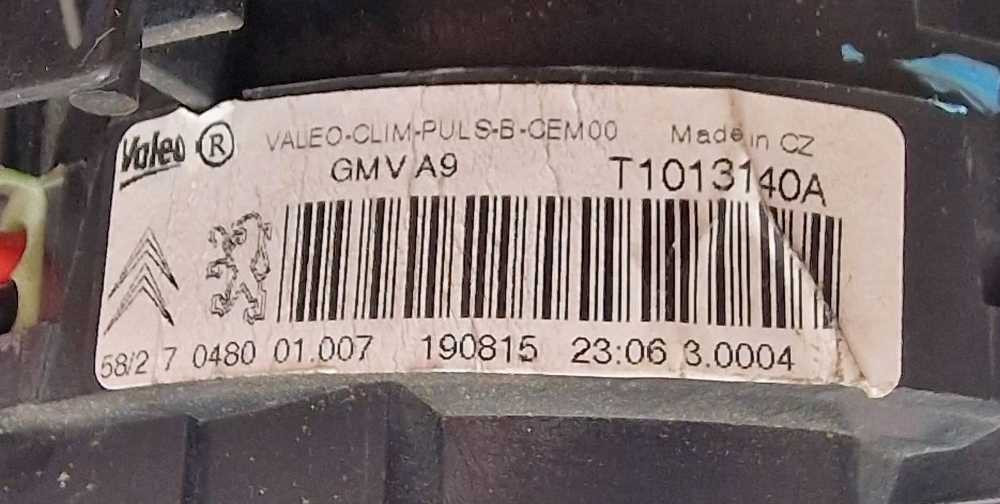 Valeo ® VALEO-CLIM-PULS-B-CEM00 Made in CZ
GMV A9 T1013140A
58/2 7 0480 01.007 190815 23:06 3.0004